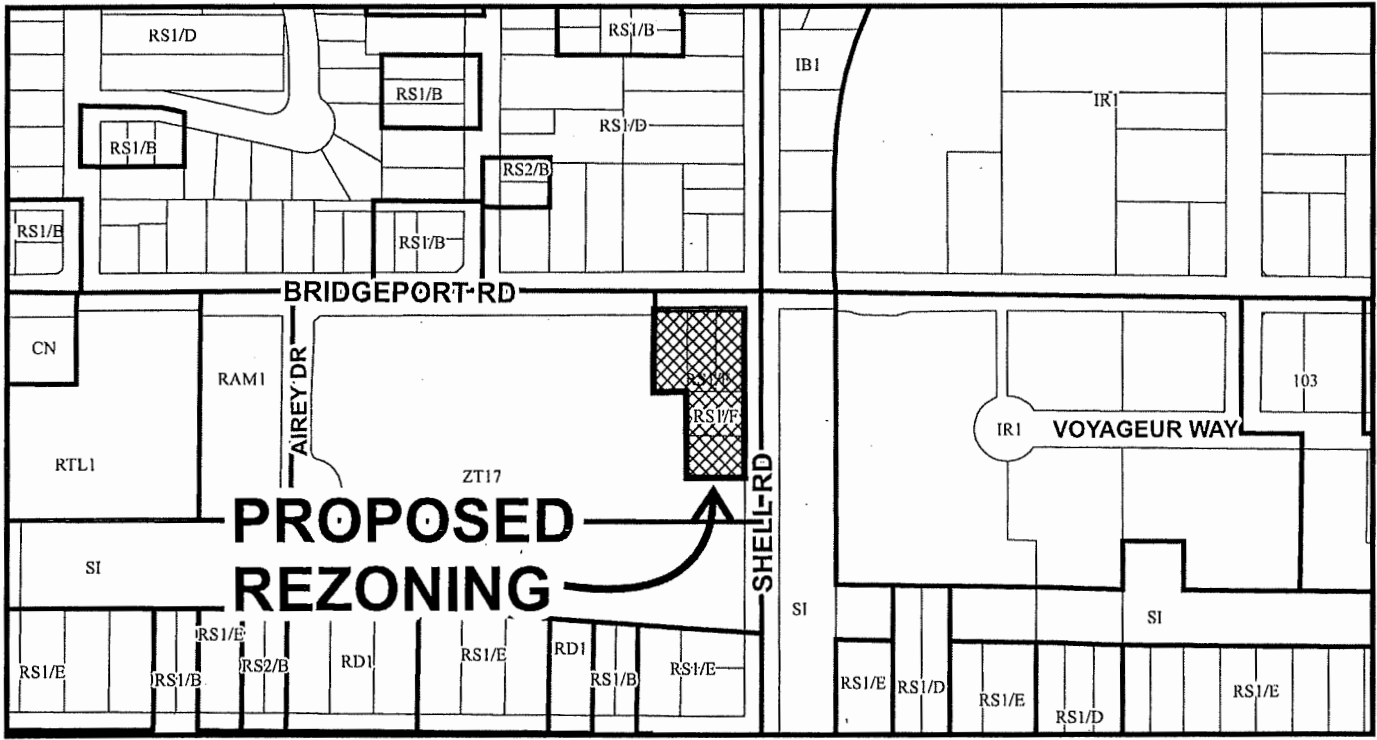 RS1/D
RS1/B
IB1
RS1/B
IR1
RS1/D
RS1/B
RS2/B
RS1/B
RS1/B
BRIDGEPORT RD
CN
RAM1
AIREY DR
103
RS1/F
IR1
VOYAGEUR WAY
RTL1
ZT17
SHELL RD
PROPOSED
REZONING
SI
SI
SI
RS1/E
RS1/B
RS1/E
RS2/B
RD1
RS1/E
RD1
RS1/B
RS1/E
RS1/E
RS1/D
RS1/E
RS1/D
RS1/E